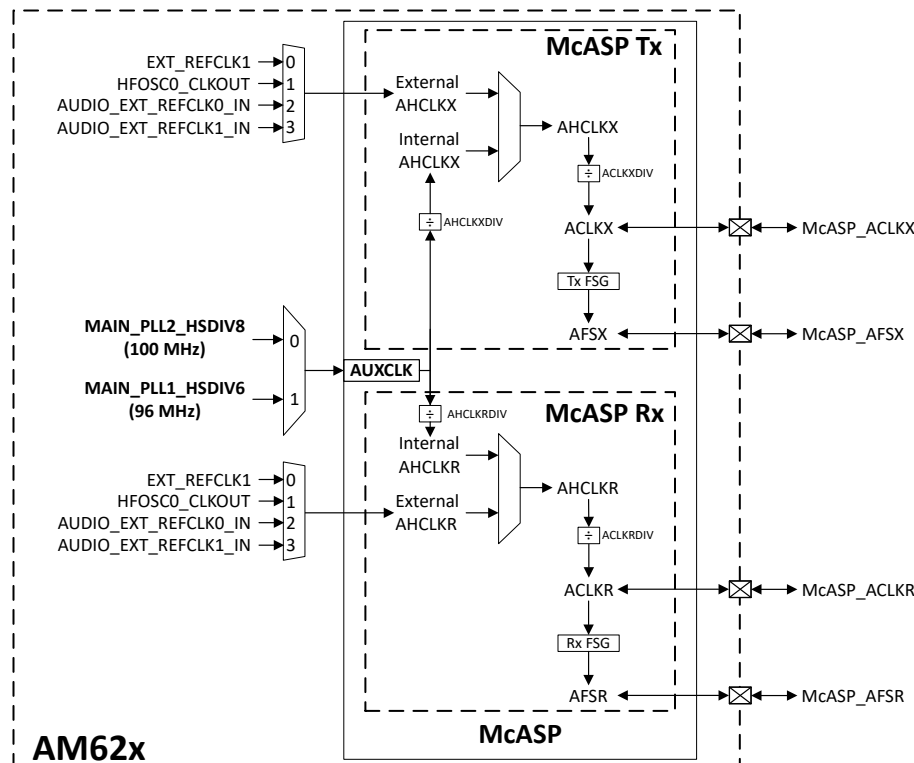 McASP Tx
EXT_REFCLK1
HFOSC0_CLKOUT
AUDIO_EXT_REFCLK0_IN
AUDIO_EXT_REFCLK1_IN
0
1
2
3
External
AHCLKX
Internal
AHCLKX
AHCLKX
÷ ACLKXDIV
÷ AHCLKXDIV
ACLKX
McASP_ACLKX
Tx FSG
AFSX
McASP_AFSX
MAIN_PLL2_HSDIV8
(100 MHz)
0
MAIN_PLL1_HSDIV6
(96 MHz)
1
AUXCLK
McASP Rx
÷ AHCLKRDIV
Internal
AHCLKR
External
AHCLKR
EXT_REFCLK1
HFOSC0_CLKOUT
AUDIO_EXT_REFCLK0_IN
AUDIO_EXT_REFCLK1_IN
0
1
2
3
AHCLKR
÷ ACLKRDIV
ACLKR
McASP_ACLKR
Rx FSG
AFSR
McASP_AFSR
McASP
AM62x